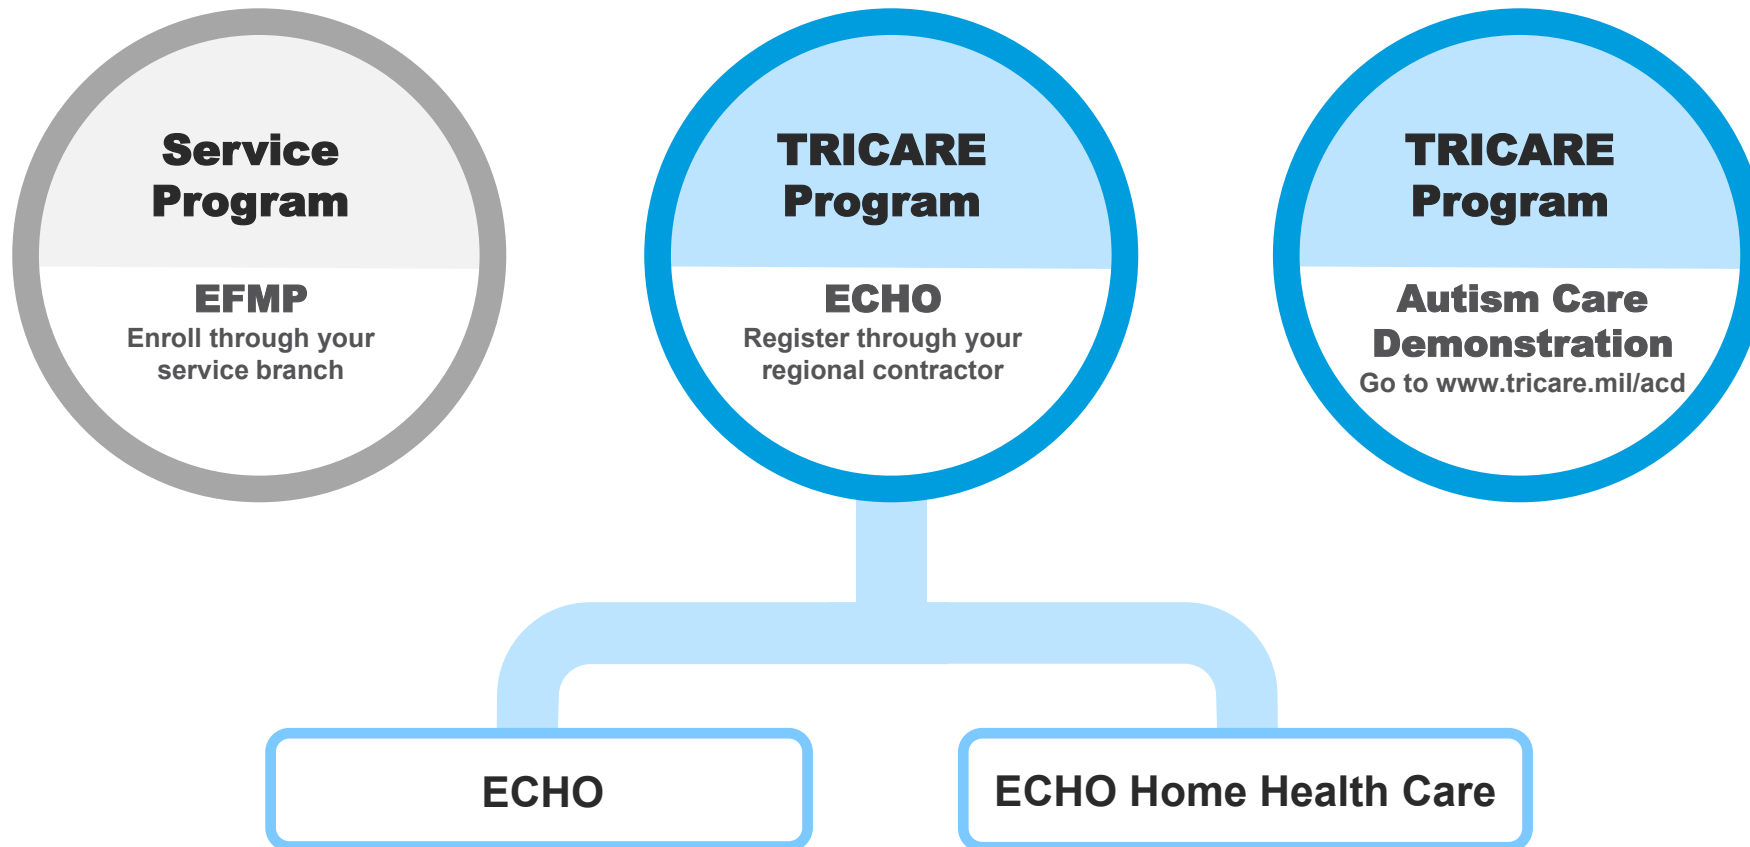 Service
Program
EFMP
Enroll through your
service branch
TRICARE
Program
ECHO
Register through your
regional contractor
TRICARE
Program
Autism Care
Demonstration
Go to www.tricare.mil/acd
ECHO
ECHO Home Health Care